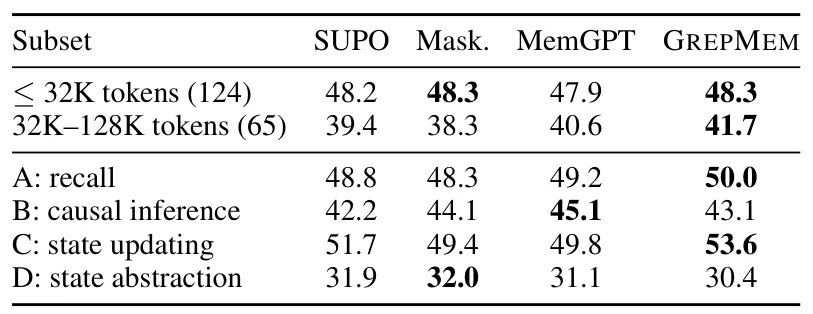 Subset SUPO Mask. MemGPT GREPMEM
≤ 32K tokens (124) 48.2 48.3 47.9 48.3
32K–128K tokens (65) 39.4 38.3 40.6 41.7
A: recall 48.8 48.3 49.2 50.0
B: causal inference 42.2 44.1 45.1 43.1
C: state updating 51.7 49.4 49.8 53.6
D: state abstraction 31.9 32.0 31.1 30.4